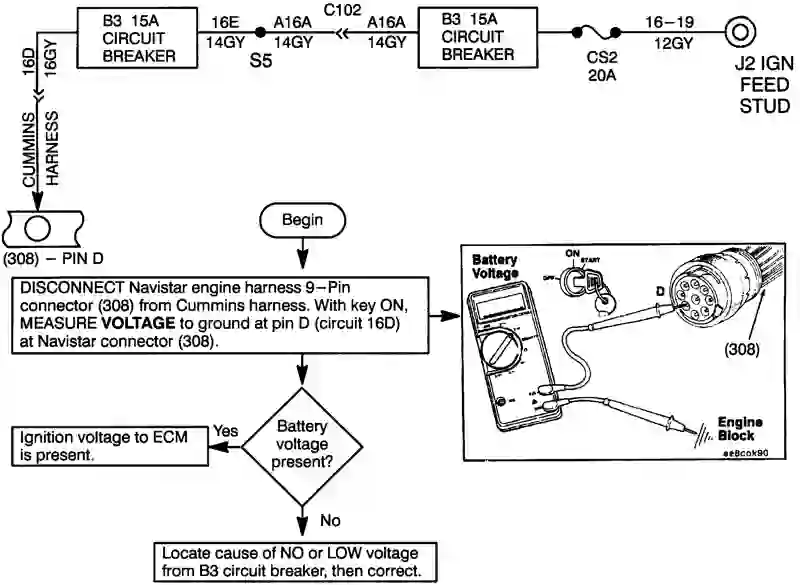 B3 15A
CIRCUIT
BREAKER
16E
14GY
S5
A16A
14GY
C102
A16A
14GY
B3 15A
CIRCUIT
BREAKER
CS2
20A
16-19
12GY
J2 IGN
FEED
STUD
16D
16GY
CUMMINS
HARNESS
(308) - PIN D
Begin
DISCONNECT Navistar engine harness 9-Pin
connector (308) from Cummins harness. With key ON,
MEASURE VOLTAGE to ground at pin D (circuit 16D)
at Navistar connector (308).
Battery
Voltage
ON
OFF
START
D
(308)
Engine
Block
Battery
voltage
present?
Yes
Ignition voltage to ECM
is present.
No
Locate cause of NO or LOW voltage
from B3 circuit breaker, then correct.